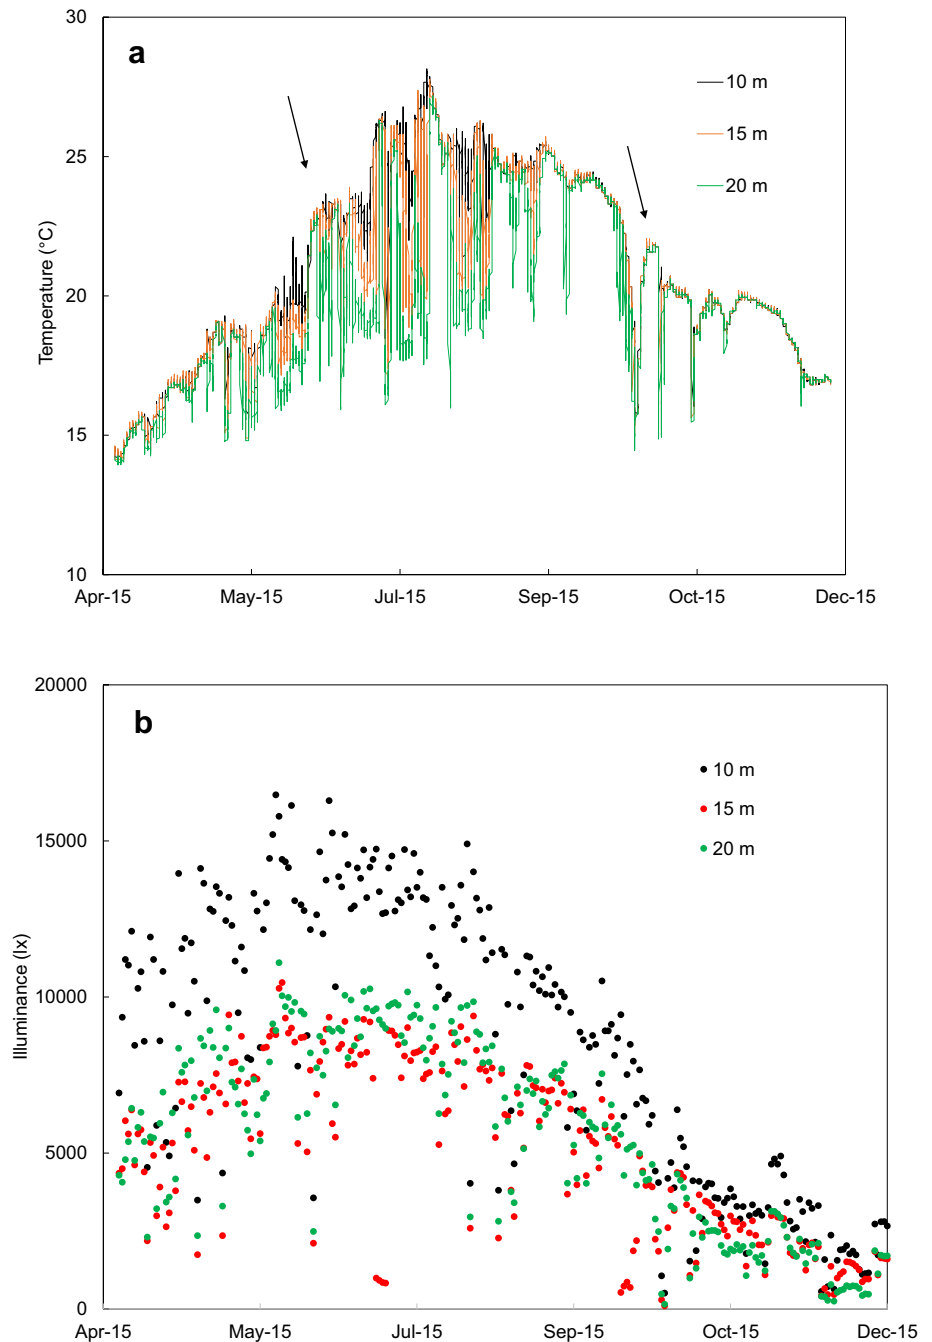 30
a
10 m
25
15 m
20 m
Temperature (°C)
20
15
10
Apr-15 May-15 Jul-15 Sep-15 Oct-15 Dec-15
20000
b
10 m
15000
15 m
20 m
Illuminance (lx)
10000
5000
0
Apr-15 May-15 Jul-15 Sep-15 Oct-15 Dec-15